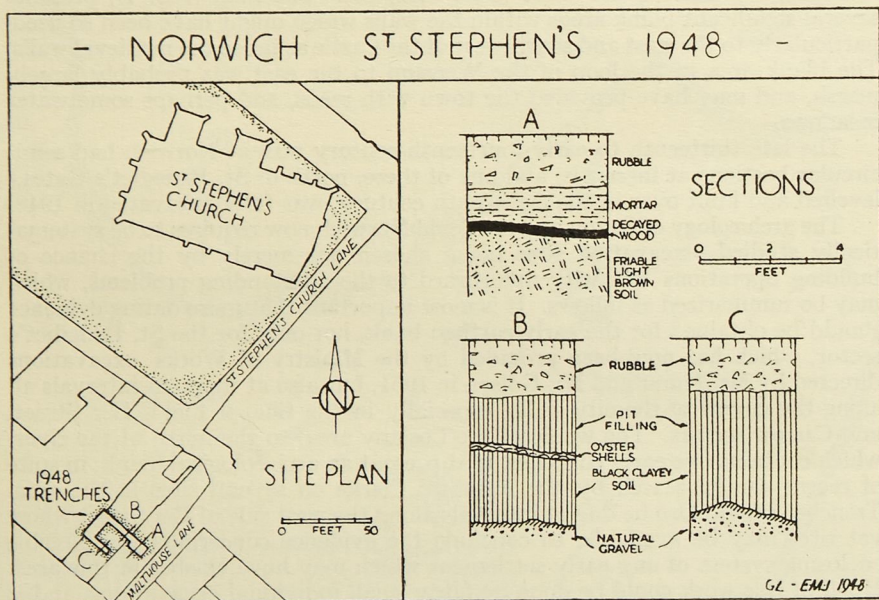 - NORWICH ST STEPHEN'S 1948 -
ST STEPHEN'S
CHURCH
ST STEPHEN'S CHURCH LANE
N
SITE PLAN
0 FEET 50
1948
TRENCHES
B
A
C
MALTHOUSE LANE
A
RUBBLE
MORTAR
DECAYED
WOOD
FRIABLE
LIGHT
BROWN
SOIL
SECTIONS
0 2 4
FEET
B
C
RUBBLE
PIT
FILLING
OYSTER
SHELLS
BLACK CLAYEY
SOIL
NATURAL
GRAVEL
GL - EMJ 1948